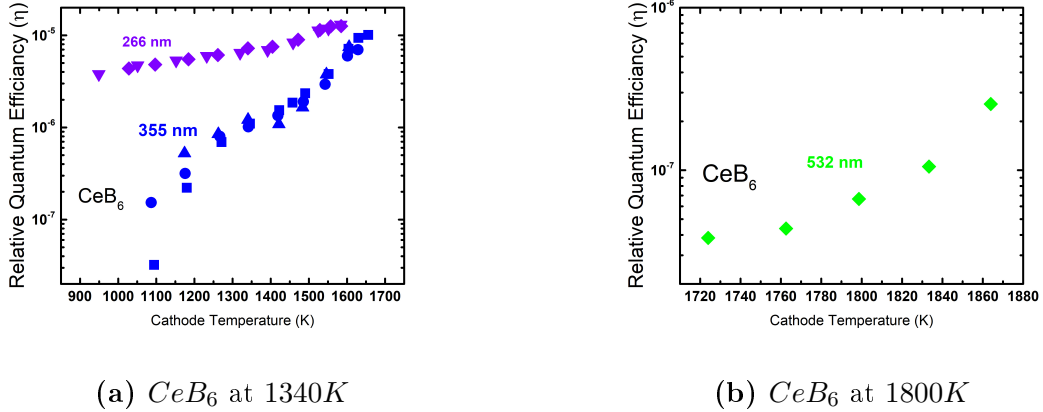 Relative Quantum Efficiancy (η)
10⁻⁵
10⁻⁶
10⁻⁷
266 nm
355 nm
CeB₆
900 1000 1100 1200 1300 1400 1500 1600 1700
Cathode Temperature (K)
(a) CeB₆ at 1340K
Relative Quantum Efficiancy (η)
10⁻⁶
10⁻⁷
532 nm
CeB₆
1720 1740 1760 1780 1800 1820 1840 1860 1880
Cathode Temperature (K)
(b) CeB₆ at 1800K